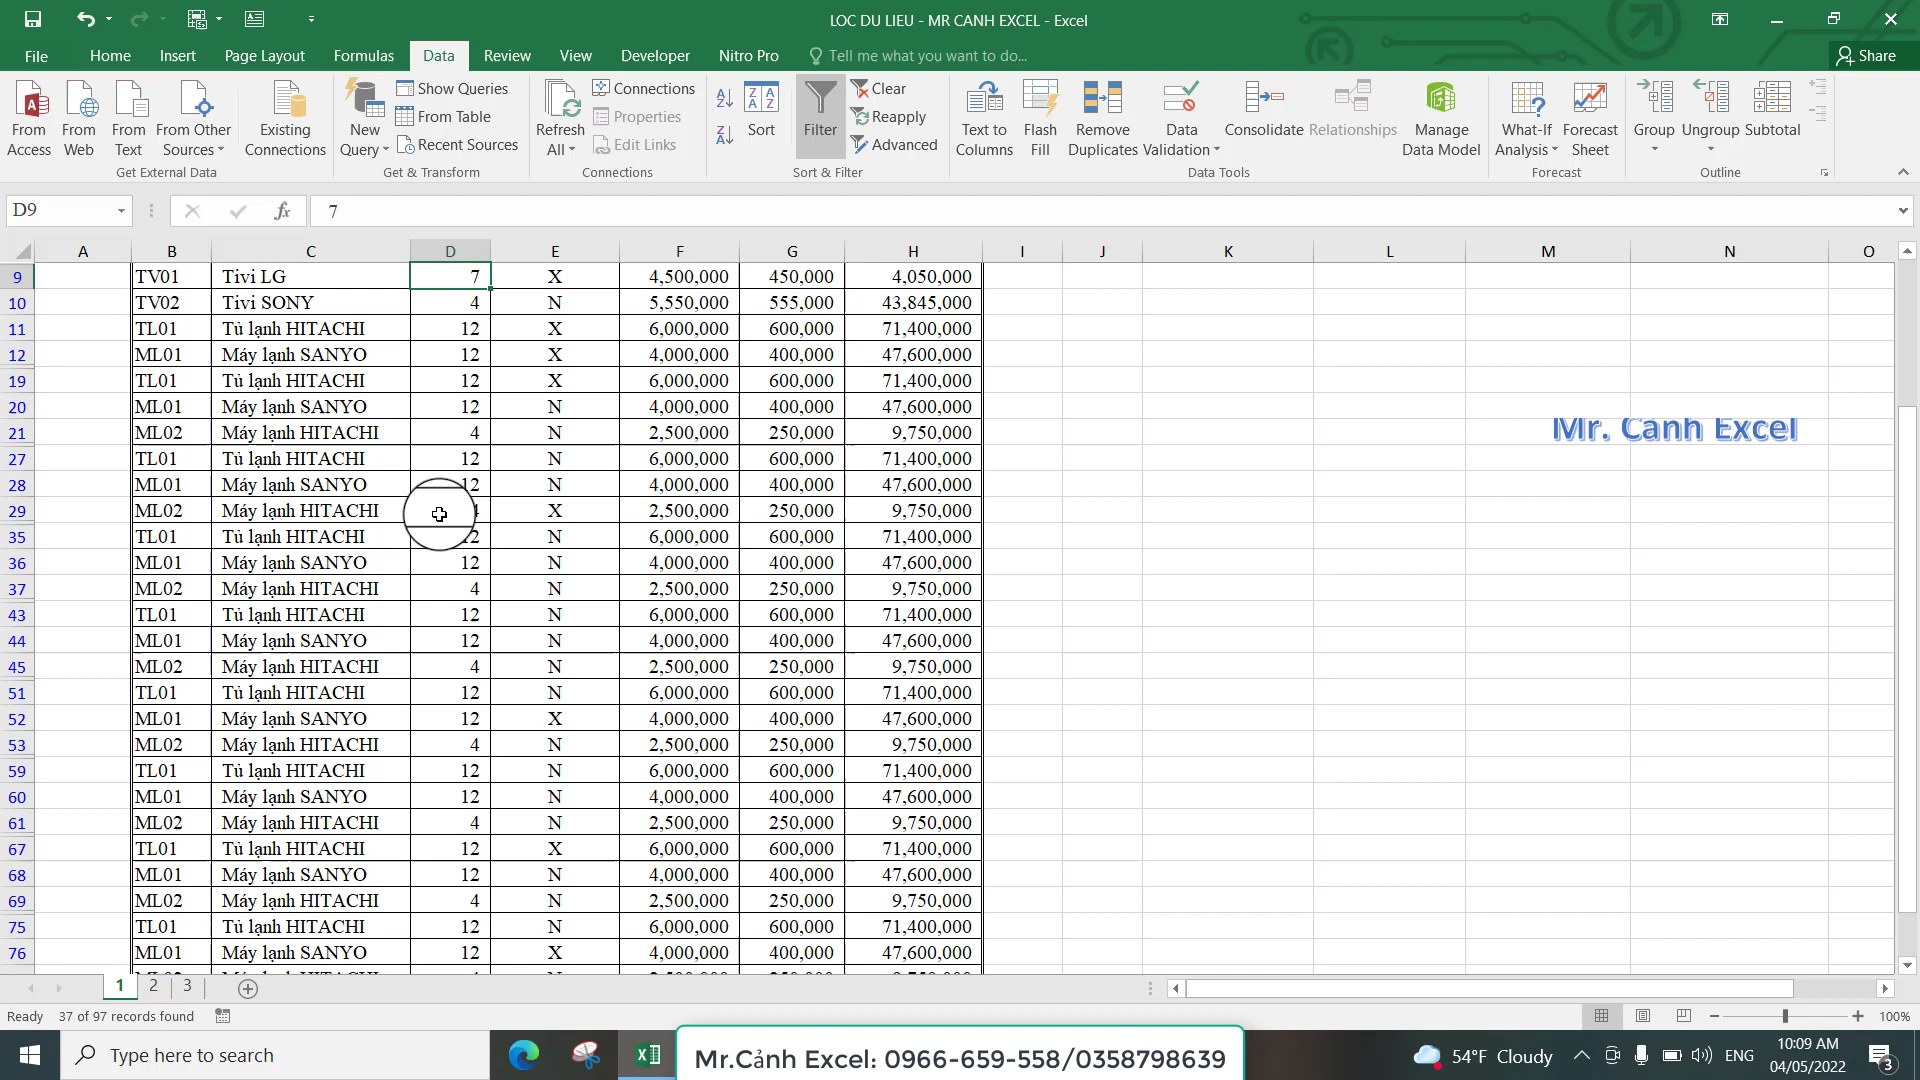 LOC DU LIEU - MR CANH EXCEL - Excel
File Home Insert Page Layout Formulas Data Review View Developer Nitro Pro Tell me what you want to do... Share
From Access
From Web
From Text
From Other Sources
Existing Connections
Get External Data
New Query
Show Queries
From Table
Recent Sources
Get & Transform
Refresh All
Connections
Properties
Edit Links
Connections
Sort
Filter
Clear
Reapply
Advanced
Sort & Filter
Text to Columns
Flash Fill
Remove Duplicates
Data Validation
Consolidate
Relationships
Manage Data Model
Data Tools
What-If Analysis
Forecast Sheet
Forecast
Group
Ungroup
Subtotal
Outline
D9 fx 7
A B C D E F G H I J K L M N O
9 TV01 Tivi LG 7 X 4,500,000 450,000 4,050,000
10 TV02 Tivi SONY 4 N 5,550,000 555,000 43,845,000
11 TL01 Tủ lạnh HITACHI 12 X 6,000,000 600,000 71,400,000
12 ML01 Máy lạnh SANYO 12 X 4,000,000 400,000 47,600,000
19 TL01 Tủ lạnh HITACHI 12 X 6,000,000 600,000 71,400,000
20 ML01 Máy lạnh SANYO 12 N 4,000,000 400,000 47,600,000
21 ML02 Máy lạnh HITACHI 4 N 2,500,000 250,000 9,750,000
Mr. Cảnh Excel
27 TL01 Tủ lạnh HITACHI 12 N 6,000,000 600,000 71,400,000
28 ML01 Máy lạnh SANYO 12 N 4,000,000 400,000 47,600,000
29 ML02 Máy lạnh HITACHI X 2,500,000 250,000 9,750,000
35 TL01 Tủ lạnh HITACHI N 6,000,000 600,000 71,400,000
36 ML01 Máy lạnh SANYO 12 N 4,000,000 400,000 47,600,000
37 ML02 Máy lạnh HITACHI 4 N 2,500,000 250,000 9,750,000
43 TL01 Tủ lạnh HITACHI 12 N 6,000,000 600,000 71,400,000
44 ML01 Máy lạnh SANYO 12 N 4,000,000 400,000 47,600,000
45 ML02 Máy lạnh HITACHI 4 N 2,500,000 250,000 9,750,000
51 TL01 Tủ lạnh HITACHI 12 N 6,000,000 600,000 71,400,000
52 ML01 Máy lạnh SANYO 12 X 4,000,000 400,000 47,600,000
53 ML02 Máy lạnh HITACHI 4 N 2,500,000 250,000 9,750,000
59 TL01 Tủ lạnh HITACHI 12 N 6,000,000 600,000 71,400,000
60 ML01 Máy lạnh SANYO 12 N 4,000,000 400,000 47,600,000
61 ML02 Máy lạnh HITACHI 4 N 2,500,000 250,000 9,750,000
67 TL01 Tủ lạnh HITACHI 12 X 6,000,000 600,000 71,400,000
68 ML01 Máy lạnh SANYO 12 N 4,000,000 400,000 47,600,000
69 ML02 Máy lạnh HITACHI 4 N 2,500,000 250,000 9,750,000
75 TL01 Tủ lạnh HITACHI 12 N 6,000,000 600,000 71,400,000
76 ML01 Máy lạnh SANYO 12 X 4,000,000 400,000 47,600,000
1 2 3
Ready 37 of 97 records found 100%
Type here to search
Mr.Cảnh Excel: 0966-659-558/0358798639
54°F Cloudy ENG
10:09 AM
04/05/2022
3